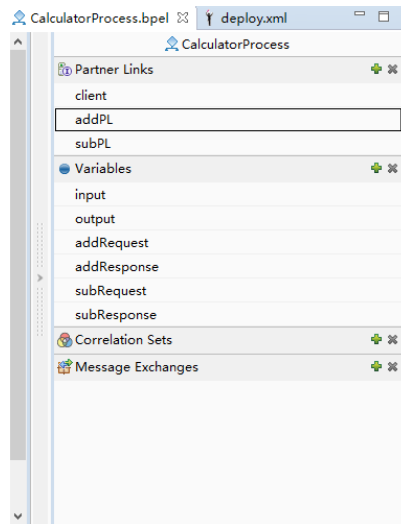 CalculatorProcess.bpel deploy.xml
CalculatorProcess
Partner Links
client
addPL
subPL
Variables
input
output
addRequest
addResponse
subRequest
subResponse
Correlation Sets
Message Exchanges